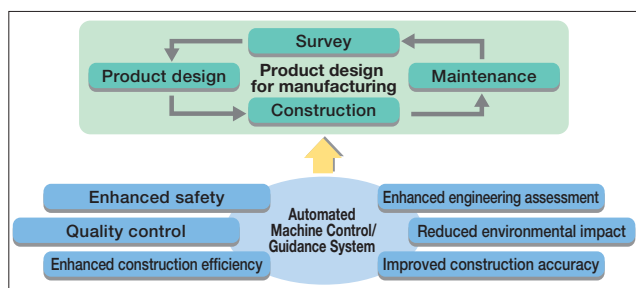 Survey
Product design
Product design
for manufacturing
Maintenance
Construction
Enhanced safety
Quality control
Enhanced construction efficiency
Automated
Machine Control/
Guidance System
Enhanced engineering assessment
Reduced environmental impact
Improved construction accuracy